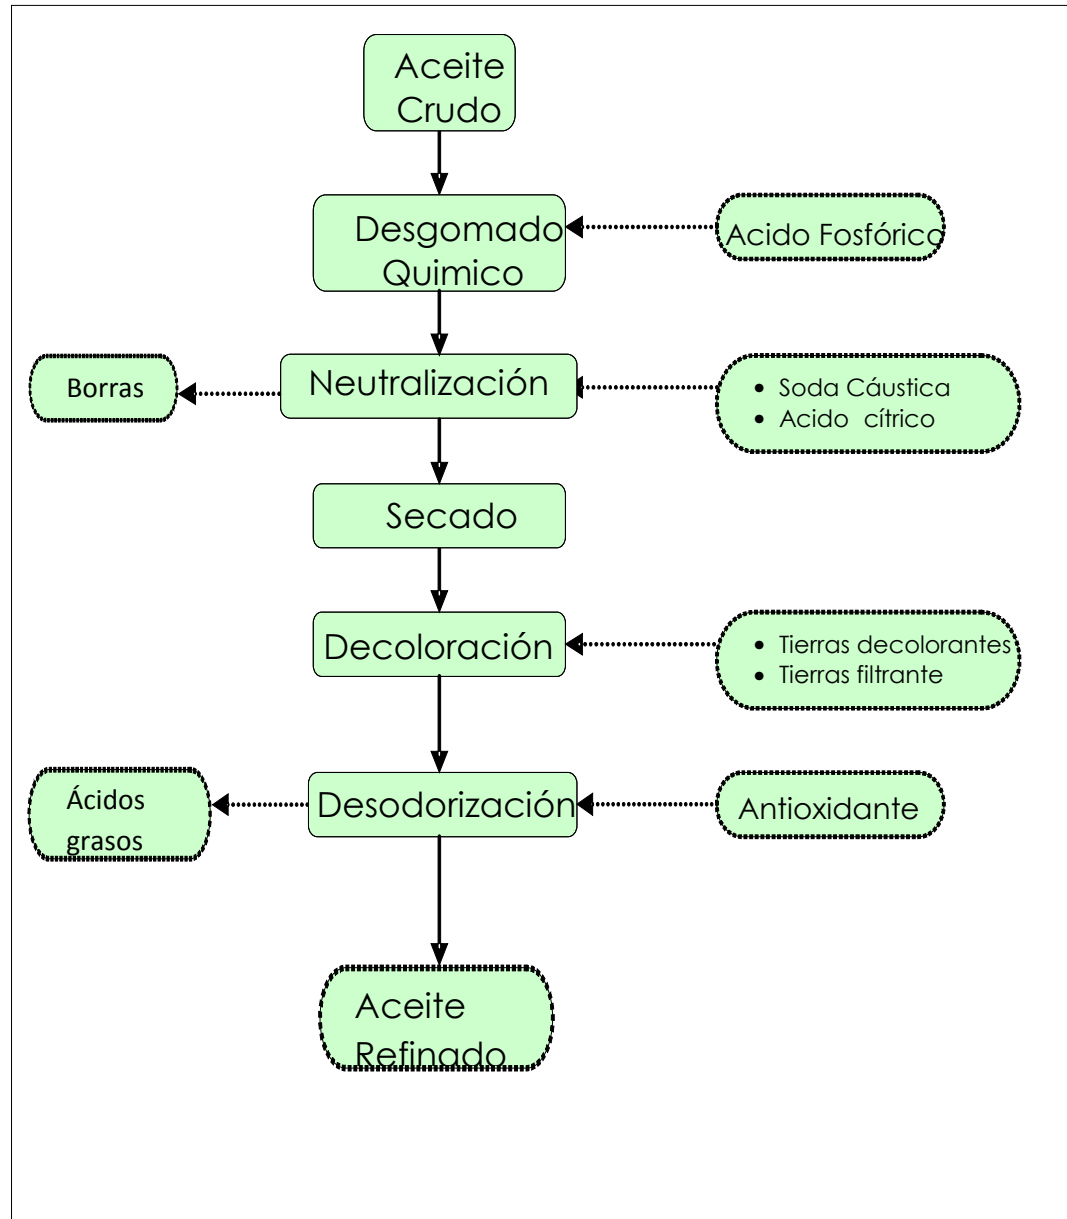 Aceite
Crudo
Desgomado
Quimico
Acido Fosfórico
Borras
Neutralización
• Soda Cáustica
• Acido cítrico
Secado
Decoloración
• Tierras decolorantes
• Tierras filtrante
Ácidos
grasos
Desodorización
Antioxidante
Aceite
Refinado